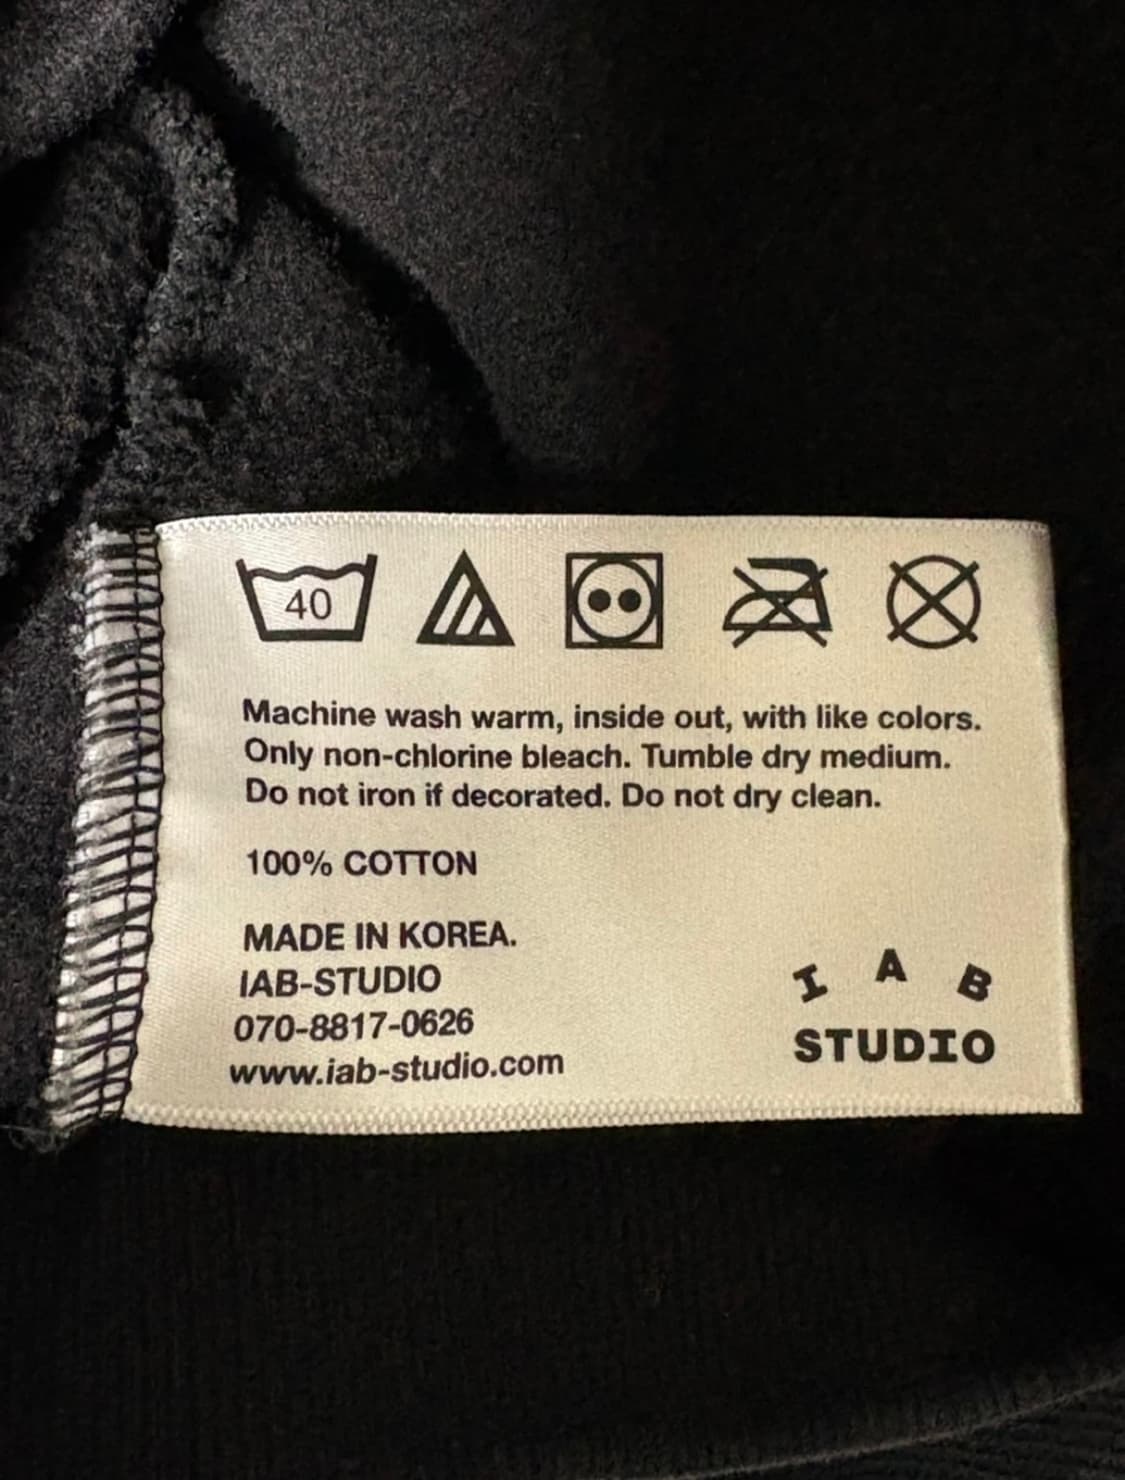 40
Machine wash warm, inside out, with like colors.
Only non-chlorine bleach. Tumble dry medium.
Do not iron if decorated. Do not dry clean.
100% COTTON
MADE IN KOREA.
IAB-STUDIO
070-8817-0626
www.iab-studio.com
I A B
STUDIO